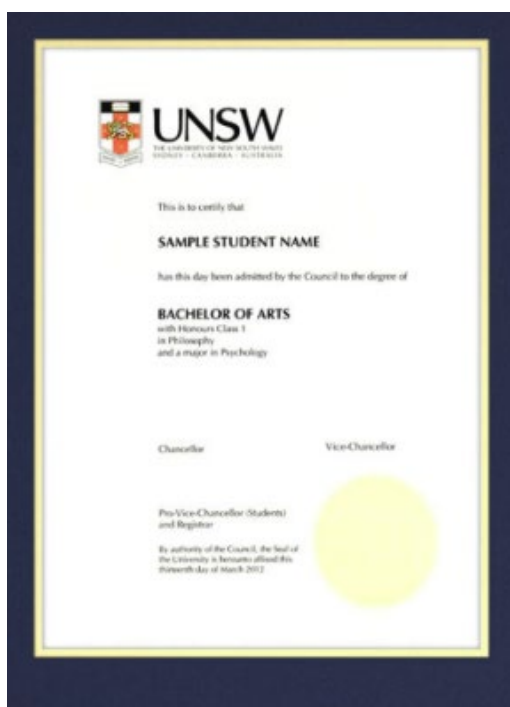 UNSW
THE UNIVERSITY OF NEW SOUTH WALES
SYDNEY · CANBERRA · AUSTRALIA
This is to certify that
SAMPLE STUDENT NAME
has this day been admitted by the Council to the degree of
BACHELOR OF ARTS
with Honours Class 1
in Philosophy
and a major in Psychology
Chancellor
Vice-Chancellor
Pro-Vice-Chancellor (Students)
and Registrar
By authority of the Council, the Seal of
the University is hereunto affixed this
thirteenth day of March 2012